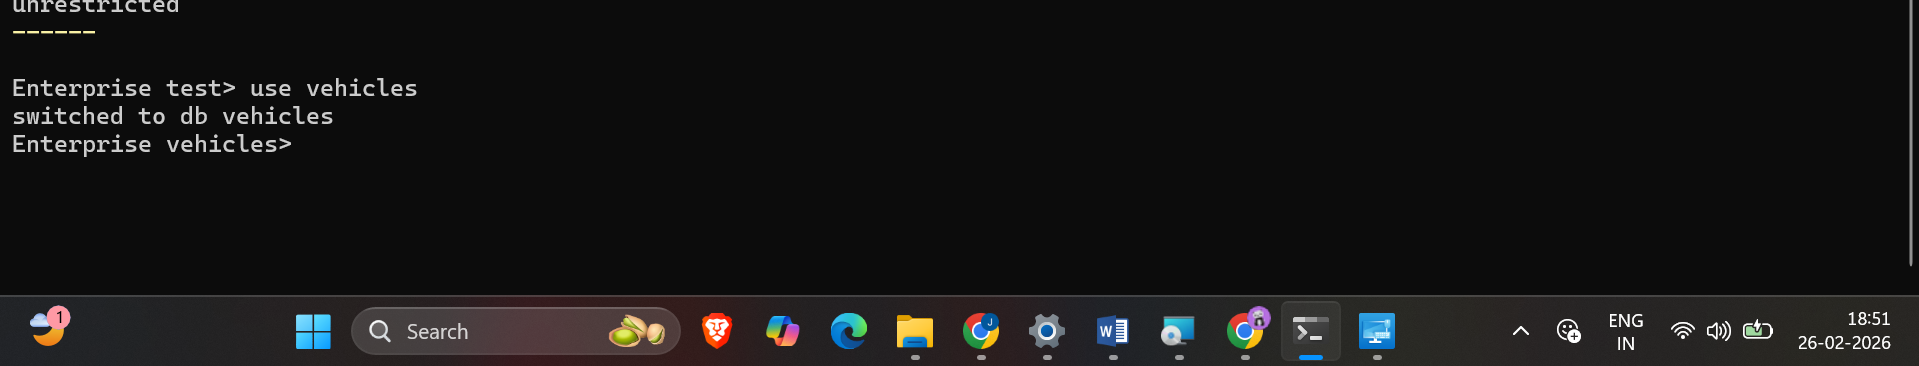 unrestricted
------
Enterprise test> use vehicles
switched to db vehicles
Enterprise vehicles>
1
Search
J
W
ENG
IN
18:51
26-02-2026